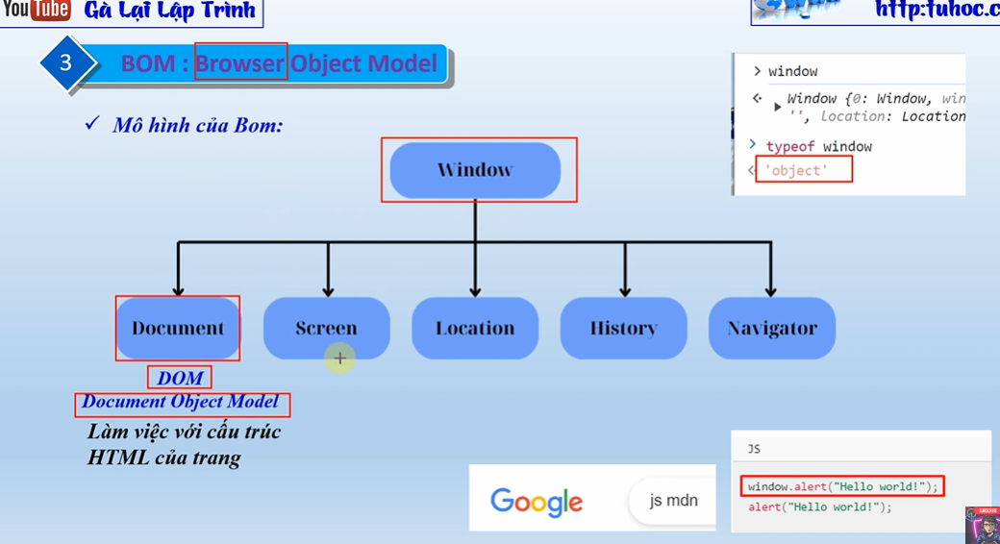 YouTube Gà Lại Lập Trình
http:tuhoc.c
3 BOM : Browser Object Model
✓ Mô hình của Bom:
Window
Document Screen Location History Navigator
DOM
Document Object Model
Làm việc với cấu trúc
HTML của trang
> window
Window {0: Window, win
'', location: Location
> typeof window
'object'
Google js mdn
JS
window.alert("Hello world!");
alert("Hello world!");